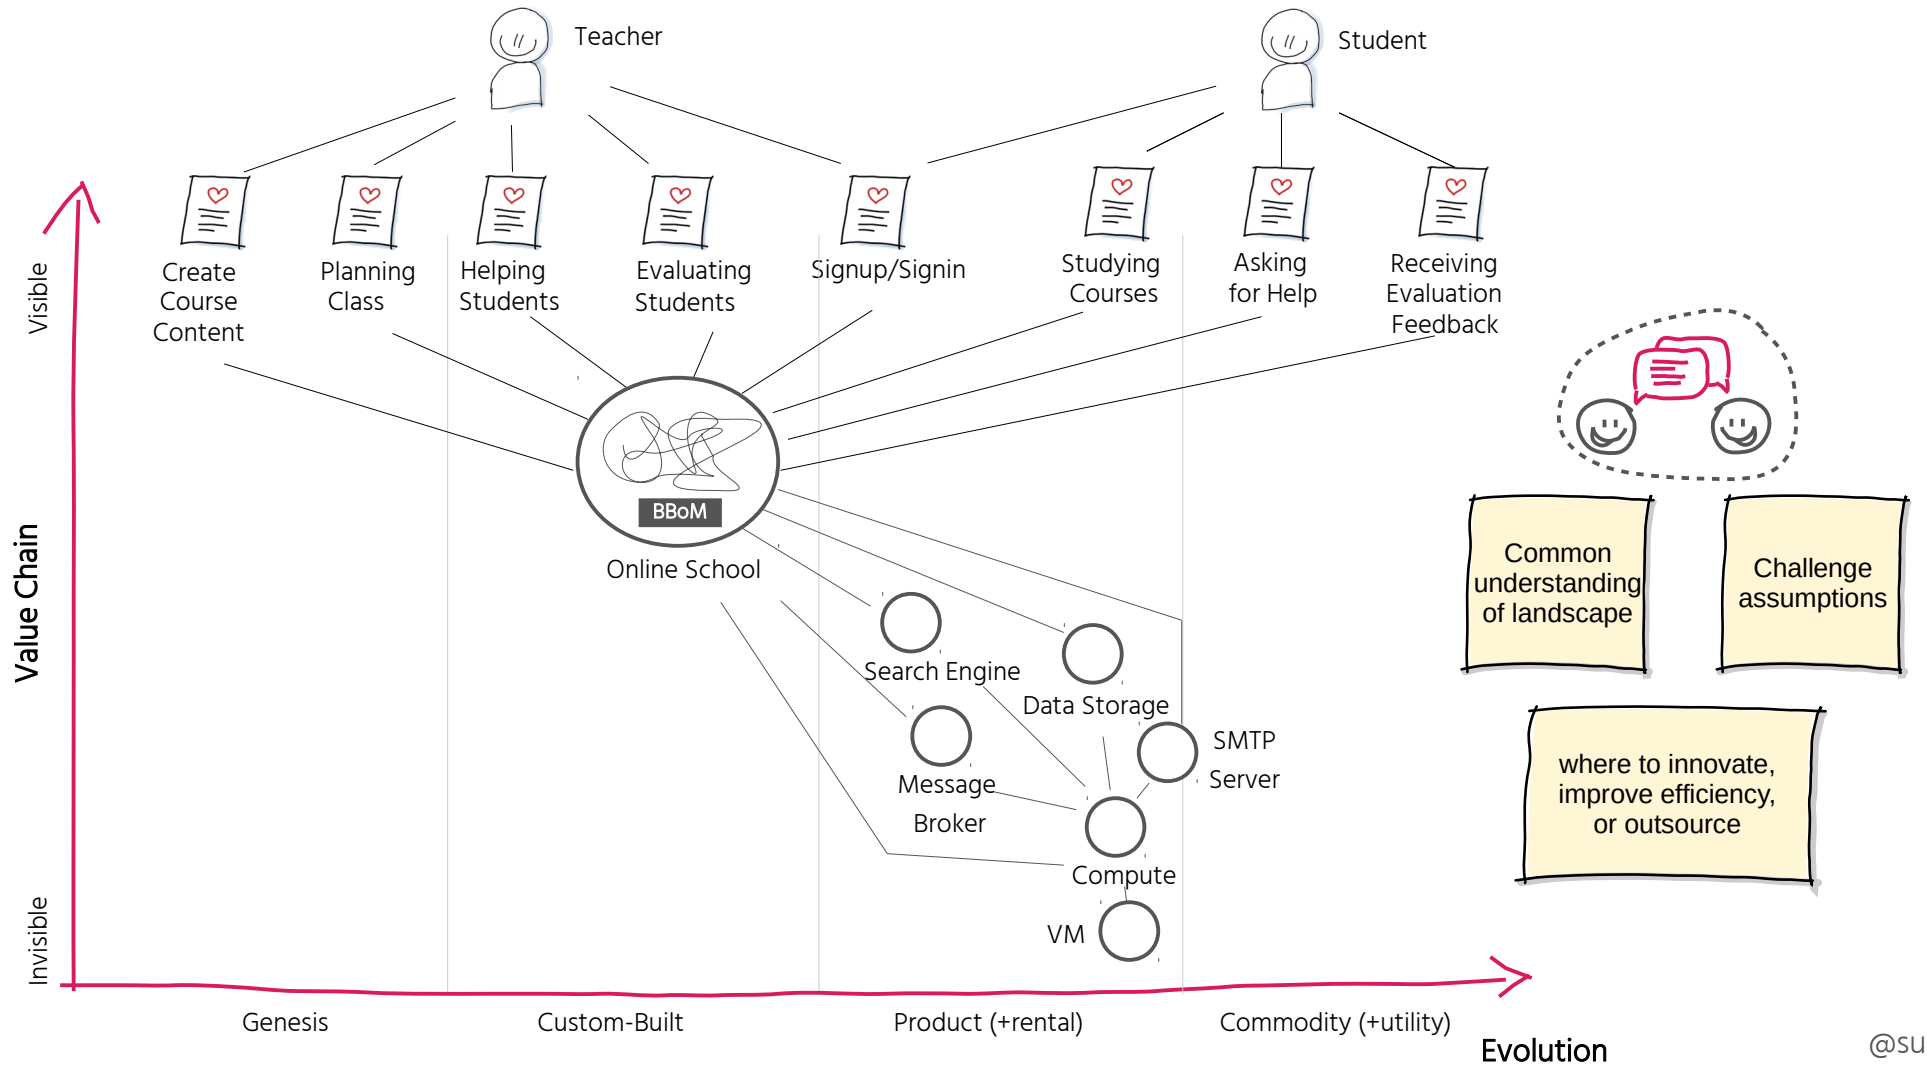 Teacher
Student
Create
Course
Content
Planning
Class
Helping
Students
Evaluating
Students
Signup/Signin
Studying
Courses
Asking
for Help
Receiving
Evaluation
Feedback
Visible
Value Chain
Invisible
BBoM
Online School
Search Engine
Data Storage
SMTP
Server
Message
Broker
Compute
VM
Common
understanding
of landscape
Challenge
assumptions
where to innovate,
improve efficiency,
or outsource
Genesis
Custom-Built
Product (+rental)
Commodity (+utility)
Evolution
@su